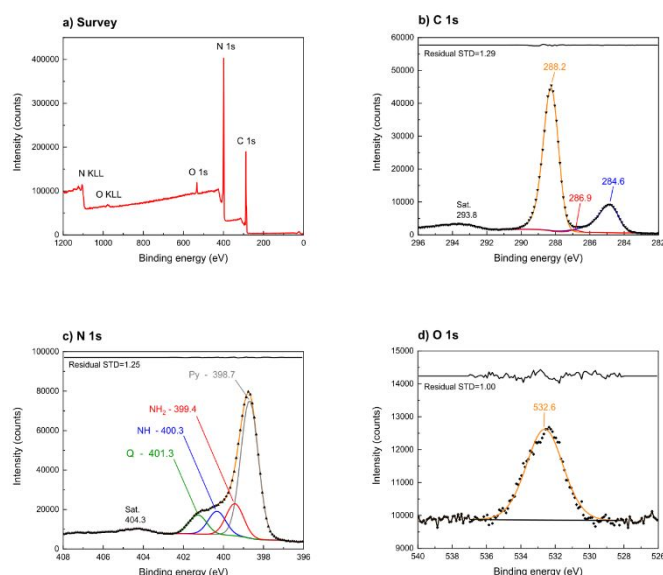 a) Survey
N 1s
C 1s
O 1s
N KLL
O KLL
Intensity (counts)
400000
300000
200000
100000
0
1200 1000 800 600 400 200 0
Binding energy (eV)
b) C 1s
Residual STD=1.29
288.2
286.9
284.6
Sat.
293.8
Intensity (counts)
60000
50000
40000
30000
20000
10000
0
296 294 292 290 288 286 284 282
Binding energy (eV)
c) N 1s
Residual STD=1.25
Py - 398.7
NH₂ - 399.4
NH - 400.3
Q - 401.3
Sat.
404.3
Intensity (counts)
100000
80000
60000
40000
20000
0
408 406 404 402 400 398 396
Binding energy (eV)
d) O 1s
Residual STD=1.00
532.6
Intensity (counts)
15000
14000
13000
12000
11000
10000
9000
540 538 536 534 532 530 528 526
Binding energy (eV)